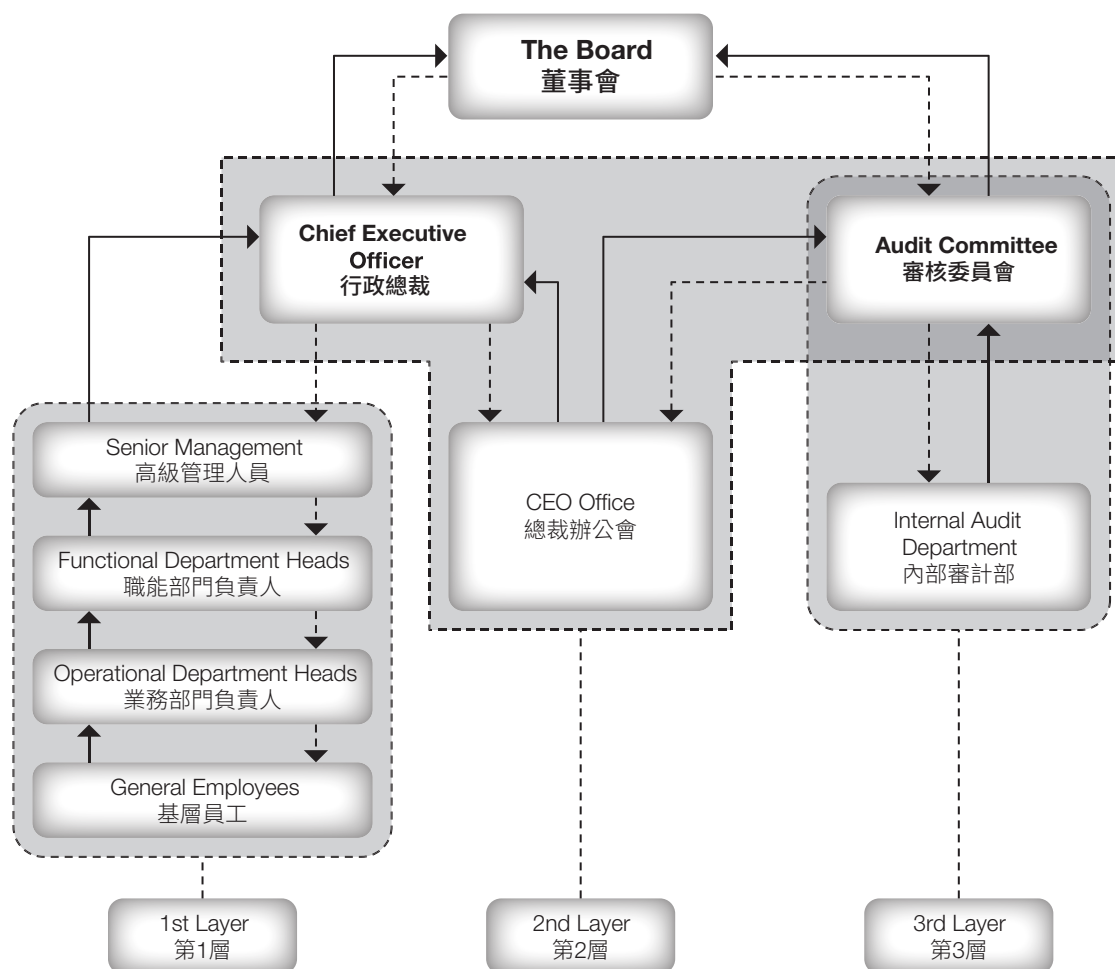 The Board
董事會
Chief Executive
Officer
行政總裁
Audit Committee
審核委員會
Senior Management
高級管理人員
Functional Department Heads
職能部門負責人
Operational Department Heads
業務部門負責人
General Employees
基層員工
CEO Office
總裁辦公會
Internal Audit
Department
內部審計部
1st Layer
第1層
2nd Layer
第2層
3rd Layer
第3層